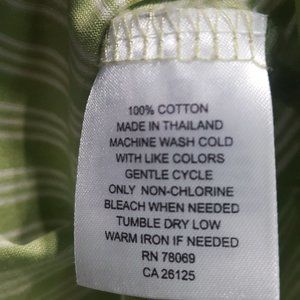 100% COTTON
MADE IN THAILAND
MACHINE WASH COLD
WITH LIKE COLORS
GENTLE CYCLE
ONLY NON-CHLORINE
BLEACH WHEN NEEDED
TUMBLE DRY LOW
WARM IRON IF NEEDED
RN 78069
CA 26125